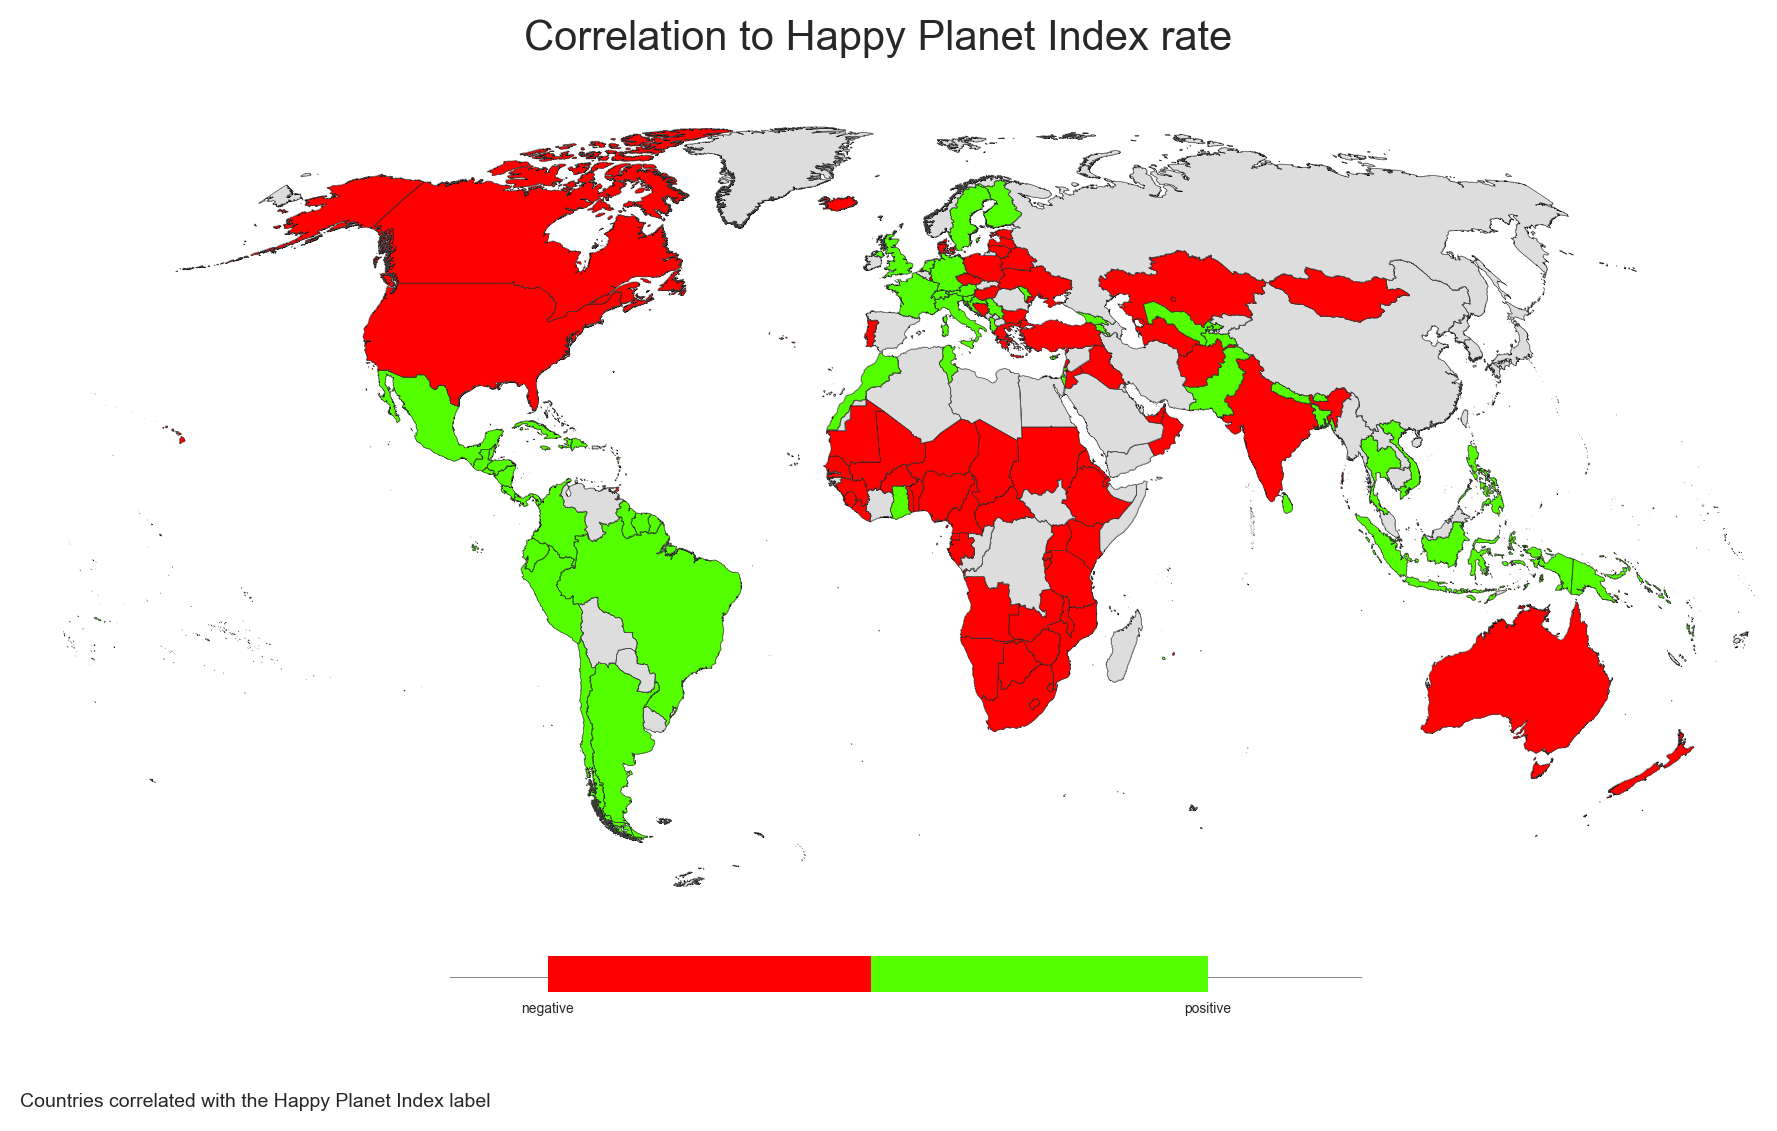 Correlation to Happy Planet Index rate
negative
positive
Countries correlated with the Happy Planet Index label